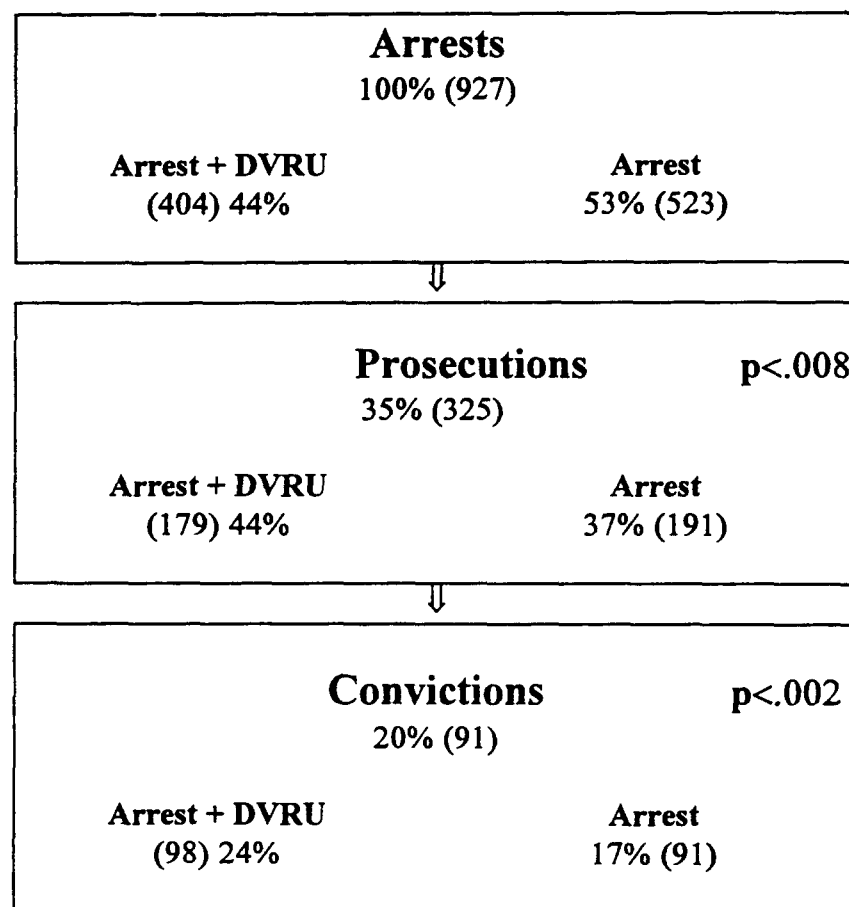 Arrests
100% (927)
Arrest + DVRU Arrest
(404) 44% 53% (523)
Prosecutions p<.008
35% (325)
Arrest + DVRU Arrest
(179) 44% 37% (191)
Convictions p<.002
20% (91)
Arrest + DVRU Arrest
(98) 24% 17% (91)